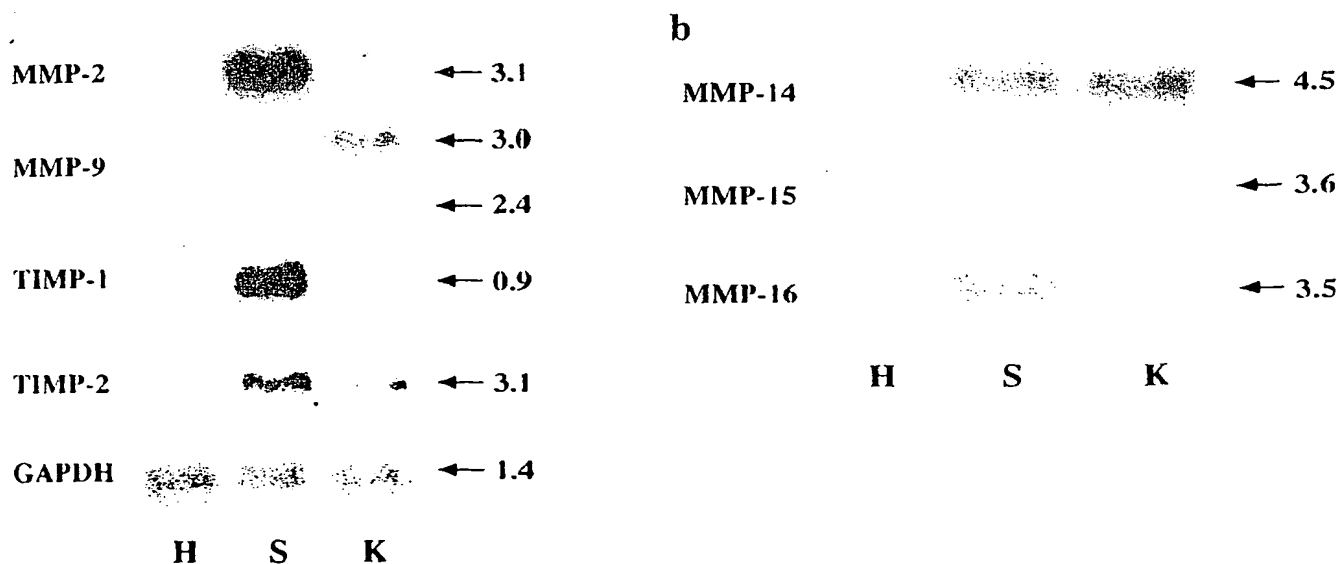 MMP-2 ← 3.1
← 3.0
MMP-9
← 2.4
TIMP-1 ← 0.9
TIMP-2 ← 3.1
GAPDH ← 1.4
H S K
b
MMP-14 ← 4.5
MMP-15 ← 3.6
MMP-16 ← 3.5
H S K